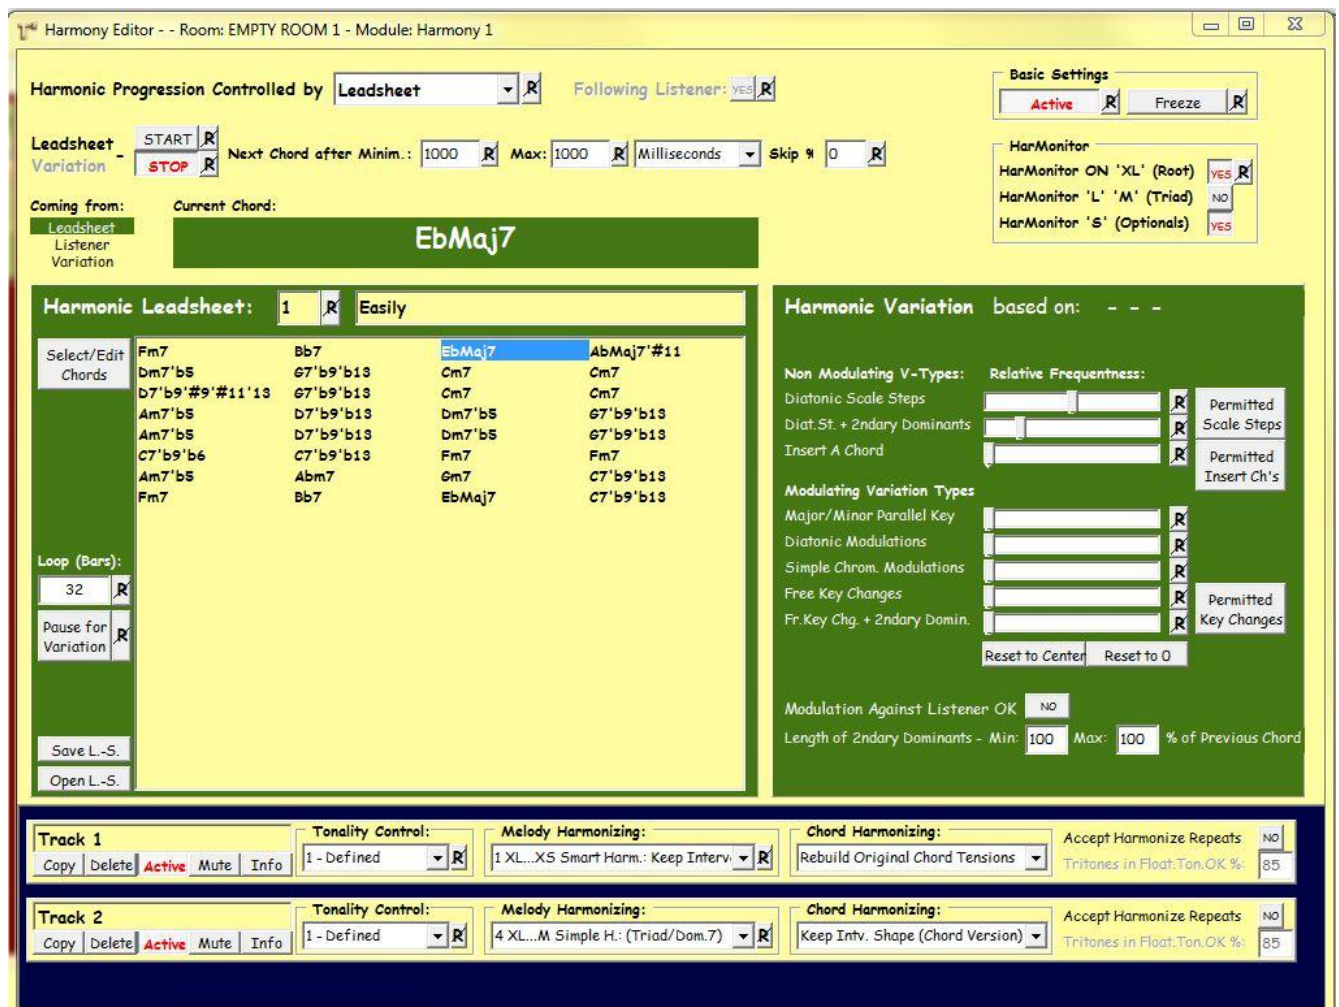 Harmony Editor - - Room: EMPTY ROOM 1 - Module: Harmony 1
Harmonic Progression Controlled by Leadsheet R Following Listener: YES R
Basic Settings
Active R Freeze R
Leadsheet - START R
Variation STOP R
Next Chord after Minim.: 1000 R Max: 1000 R Milliseconds Skip % 0 R
HarMonitor
HarMonitor ON 'XL' (Root) YES R
HarMonitor 'L' 'M' (Triad) NO
HarMonitor 'S' (Optionals) YES
Coming from: Current Chord:
Leadsheet
Listener
Variation
EbMaj7
Harmonic Leadsheet: 1 R Easily
Select/Edit
Chords
Fm7 Bb7 EbMaj7 AbMaj7'#11
Dm7'b5 G7'b9'b13 Cm7 Cm7
D7'b9'#9'#11'13 G7'b9'b13 Cm7 Cm7
Am7'b5 D7'b9'b13 Dm7'b5 G7'b9'b13
Am7'b5 D7'b9'b13 Dm7'b5 G7'b9'b13
C7'b9'b6 C7'b9'b13 Fm7 Fm7
Am7'b5 Abm7 Gm7 C7'b9'b13
Fm7 Bb7 EbMaj7 C7'b9'b13
Loop (Bars):
32 R
Pause for
Variation R
Save L.-S.
Open L.-S.
Harmonic Variation based on: - - -
Non Modulating V-Types: Relative Frequentness:
Diatonic Scale Steps R
Diat.St. + 2ndary Dominants R
Permitted
Scale Steps
Insert A Chord R
Permitted
Insert Ch's
Modulating Variation Types
Major/Minor Parallel Key R
Diatonic Modulations R
Simple Chrom. Modulations R
Free Key Changes R
Fr.Key Chg. + 2ndary Domin. R
Permitted
Key Changes
Reset to Center Reset to 0
Modulation Against Listener OK NO
Length of 2ndary Dominants - Min: 100 Max: 100 % of Previous Chord
Track 1
Copy Delete Active Mute Info
Tonality Control:
1 - Defined R
Melody Harmonizing:
1 XL...XS Smart Harm.: Keep Interv R
Chord Harmonizing:
Rebuild Original Chord Tensions
Accept Harmonize Repeats NO
Tritones in Float.Ton.OK %: 85
Track 2
Copy Delete Active Mute Info
Tonality Control:
1 - Defined R
Melody Harmonizing:
4 XL...M Simple H.: (Triad/Dom.7) R
Chord Harmonizing:
Keep Intv. Shape (Chord Version)
Accept Harmonize Repeats NO
Tritones in Float.Ton.OK %: 85